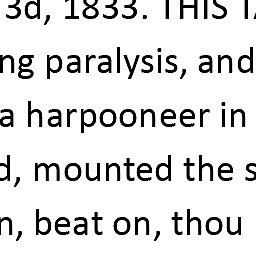 3d, 1833. THIS
ng paralysis, and
a harpooneer in
d, mounted the s
n, beat on, thou